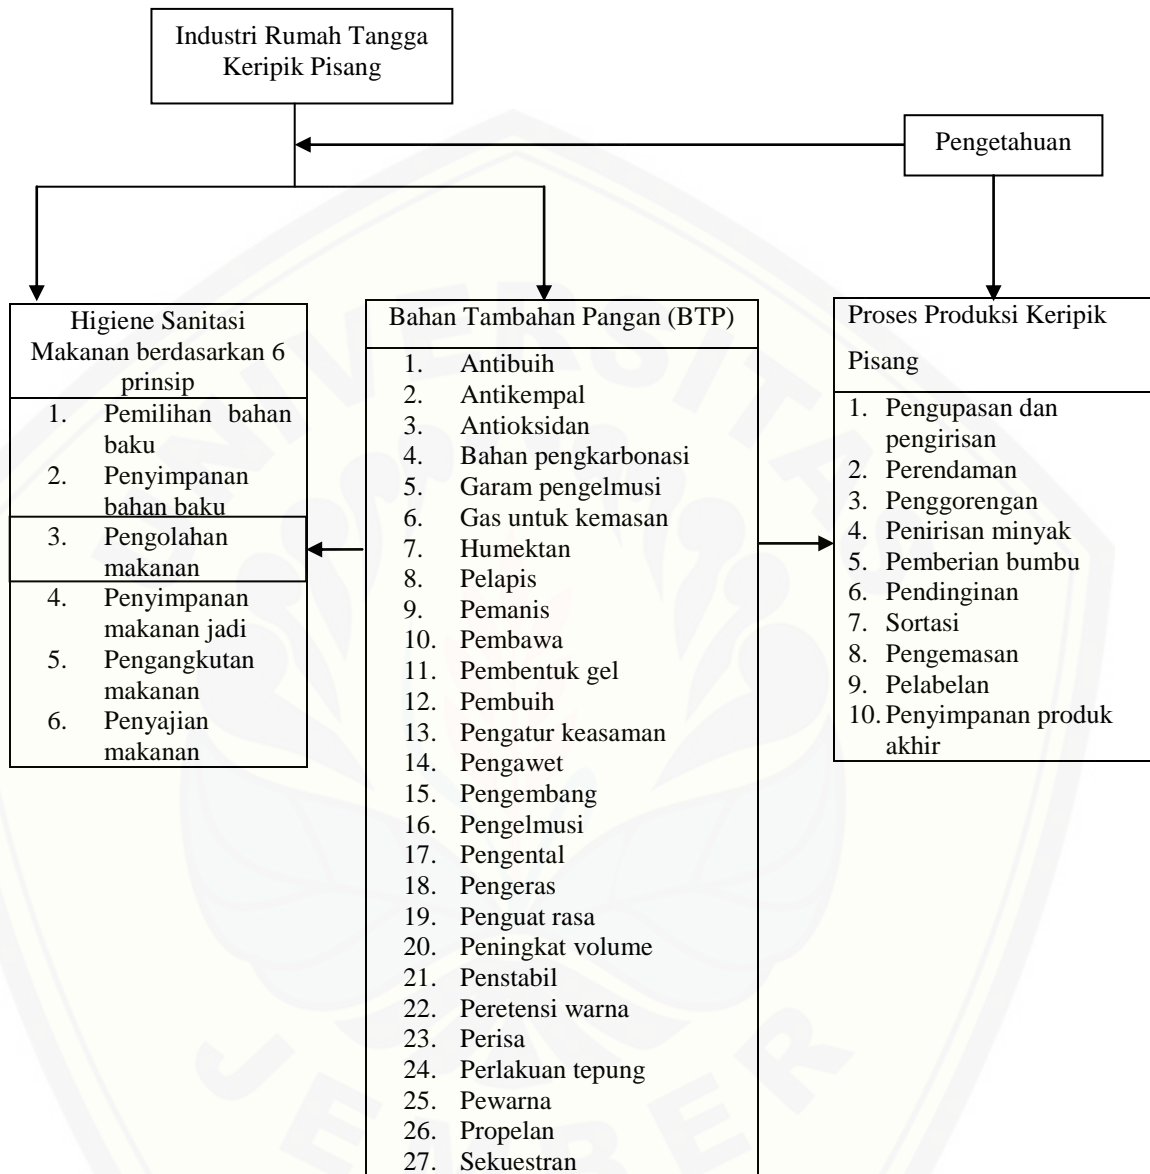 Industri Rumah Tangga
Keripik Pisang
Pengetahuan
Higiene Sanitasi
Makanan berdasarkan 6
prinsip
1. Pemilihan bahan
baku
2. Penyimpanan
bahan baku
3. Pengolahan
makanan
4. Penyimpanan
makanan jadi
5. Pengangkutan
makanan
6. Penyajian
makanan
Bahan Tambahan Pangan (BTP)
1. Antibuih
2. Antikempal
3. Antioksidan
4. Bahan pengkarbonasi
5. Garam pengelmusi
6. Gas untuk kemasan
7. Humektan
8. Pelapis
9. Pemanis
10. Pembawa
11. Pembentuk gel
12. Pembuih
13. Pengatur keasaman
14. Pengawet
15. Pengembang
16. Pengelmusi
17. Pengental
18. Pengeras
19. Penguat rasa
20. Peningkat volume
21. Penstabil
22. Peretensi warna
23. Perisa
24. Perlakuan tepung
25. Pewarna
26. Propelan
27. Sekuestran
Proses Produksi Keripik
Pisang
1. Pengupasan dan
pengirisan
2. Perendaman
3. Penggorengan
4. Penirisan minyak
5. Pemberian bumbu
6. Pendinginan
7. Sortasi
8. Pengemasan
9. Pelabelan
10. Penyimpanan produk
akhir
UNIVERSITAS
JEMBER